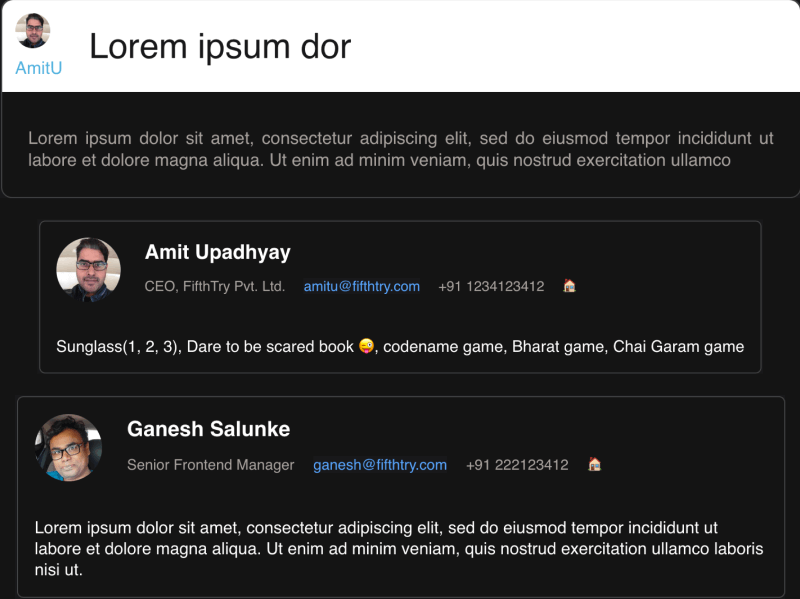 AmitU
Lorem ipsum dor
Lorem ipsum dolor sit amet, consectetur adipiscing elit, sed do eiusmod tempor incididunt ut
labore et dolore magna aliqua. Ut enim ad minim veniam, quis nostrud exercitation ullamco
Amit Upadhyay
CEO, FifthTry Pvt. Ltd. amitu@fifthtry.com +91 1234123412 🏠
Sunglass(1, 2, 3), Dare to be scared book 😜, codename game, Bharat game, Chai Garam game
Ganesh Salunke
Senior Frontend Manager ganesh@fifthtry.com +91 222123412 🏠
Lorem ipsum dolor sit amet, consectetur adipiscing elit, sed do eiusmod tempor incididunt ut
labore et dolore magna aliqua. Ut enim ad minim veniam, quis nostrud exercitation ullamco laboris
nisi ut.